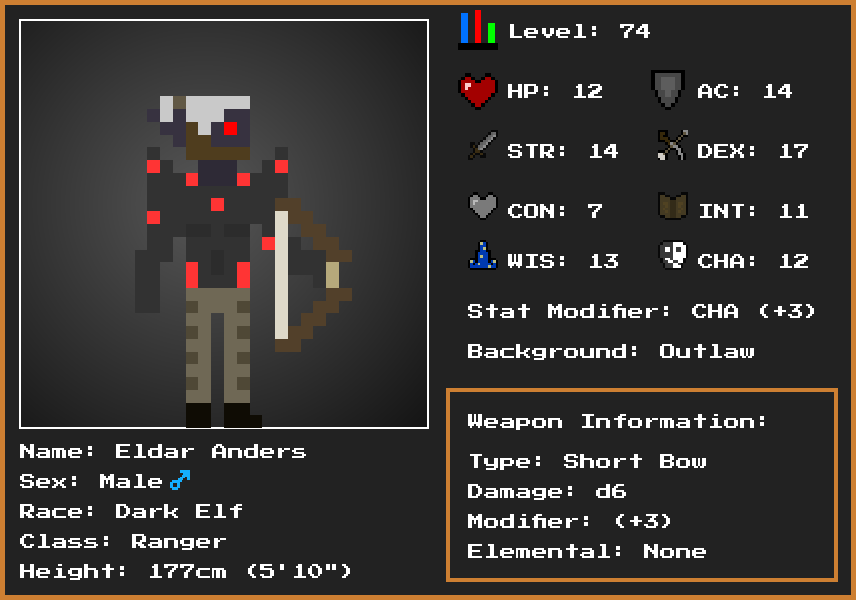 Level: 74
HP: 12
AC: 14
STR: 14
DEX: 17
CON: 7
INT: 11
WIS: 13
CHA: 12
Stat Modifier: CHA (+3)
Background: Outlaw
Weapon Information:
Type: Short Bow
Damage: d6
Modifier: (+3)
Elemental: None
Name: Eldar Anders
Sex: Male♂
Race: Dark Elf
Class: Ranger
Height: 177cm (5'10")